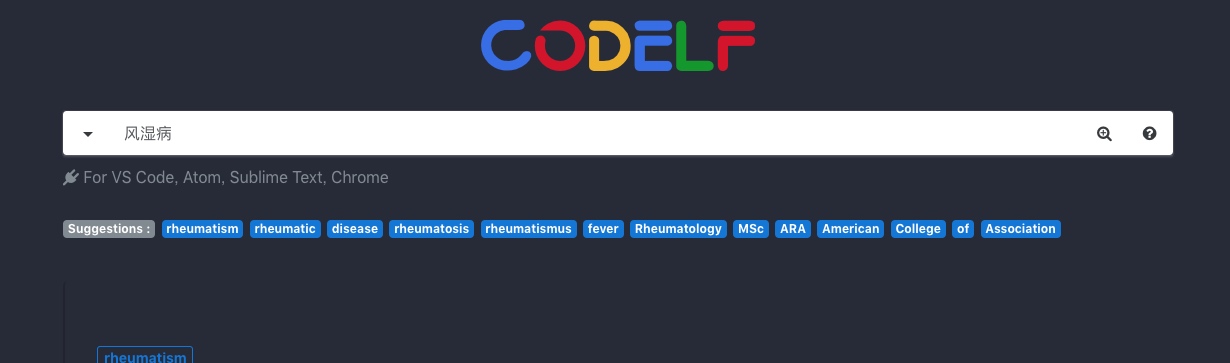 CODELF
风湿病
For VS Code, Atom, Sublime Text, Chrome
Suggestions : rheumatism rheumatic disease rheumatosis rheumatismus fever Rheumatology MSc ARA American College of Association
rheumatism